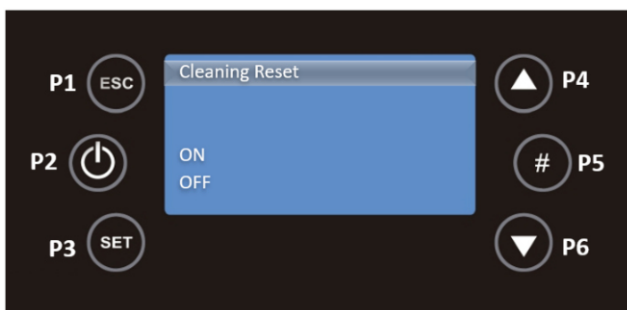 P1 ESC
Cleaning Reset
P4
P2
ON
OFF
# P5
P3 SET
P6